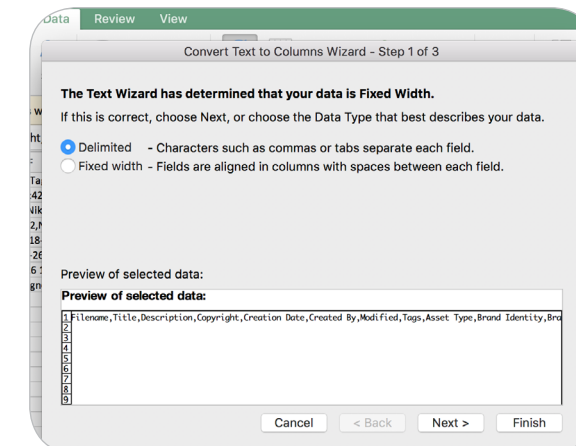 Data Review View
Convert Text to Columns Wizard - Step 1 of 3
The Text Wizard has determined that your data is Fixed Width.
If this is correct, choose Next, or choose the Data Type that best describes your data.
Delimited - Characters such as commas or tabs separate each field.
Fixed width - Fields are aligned in columns with spaces between each field.
Preview of selected data:
Preview of selected data:
1 Filename,Title,Description,Copyright,Creation Date,Created By,Modified,Tags,Asset Type,Brand Identity,Bra
2
3
4
5
6
7
8
9
Cancel < Back Next > Finish